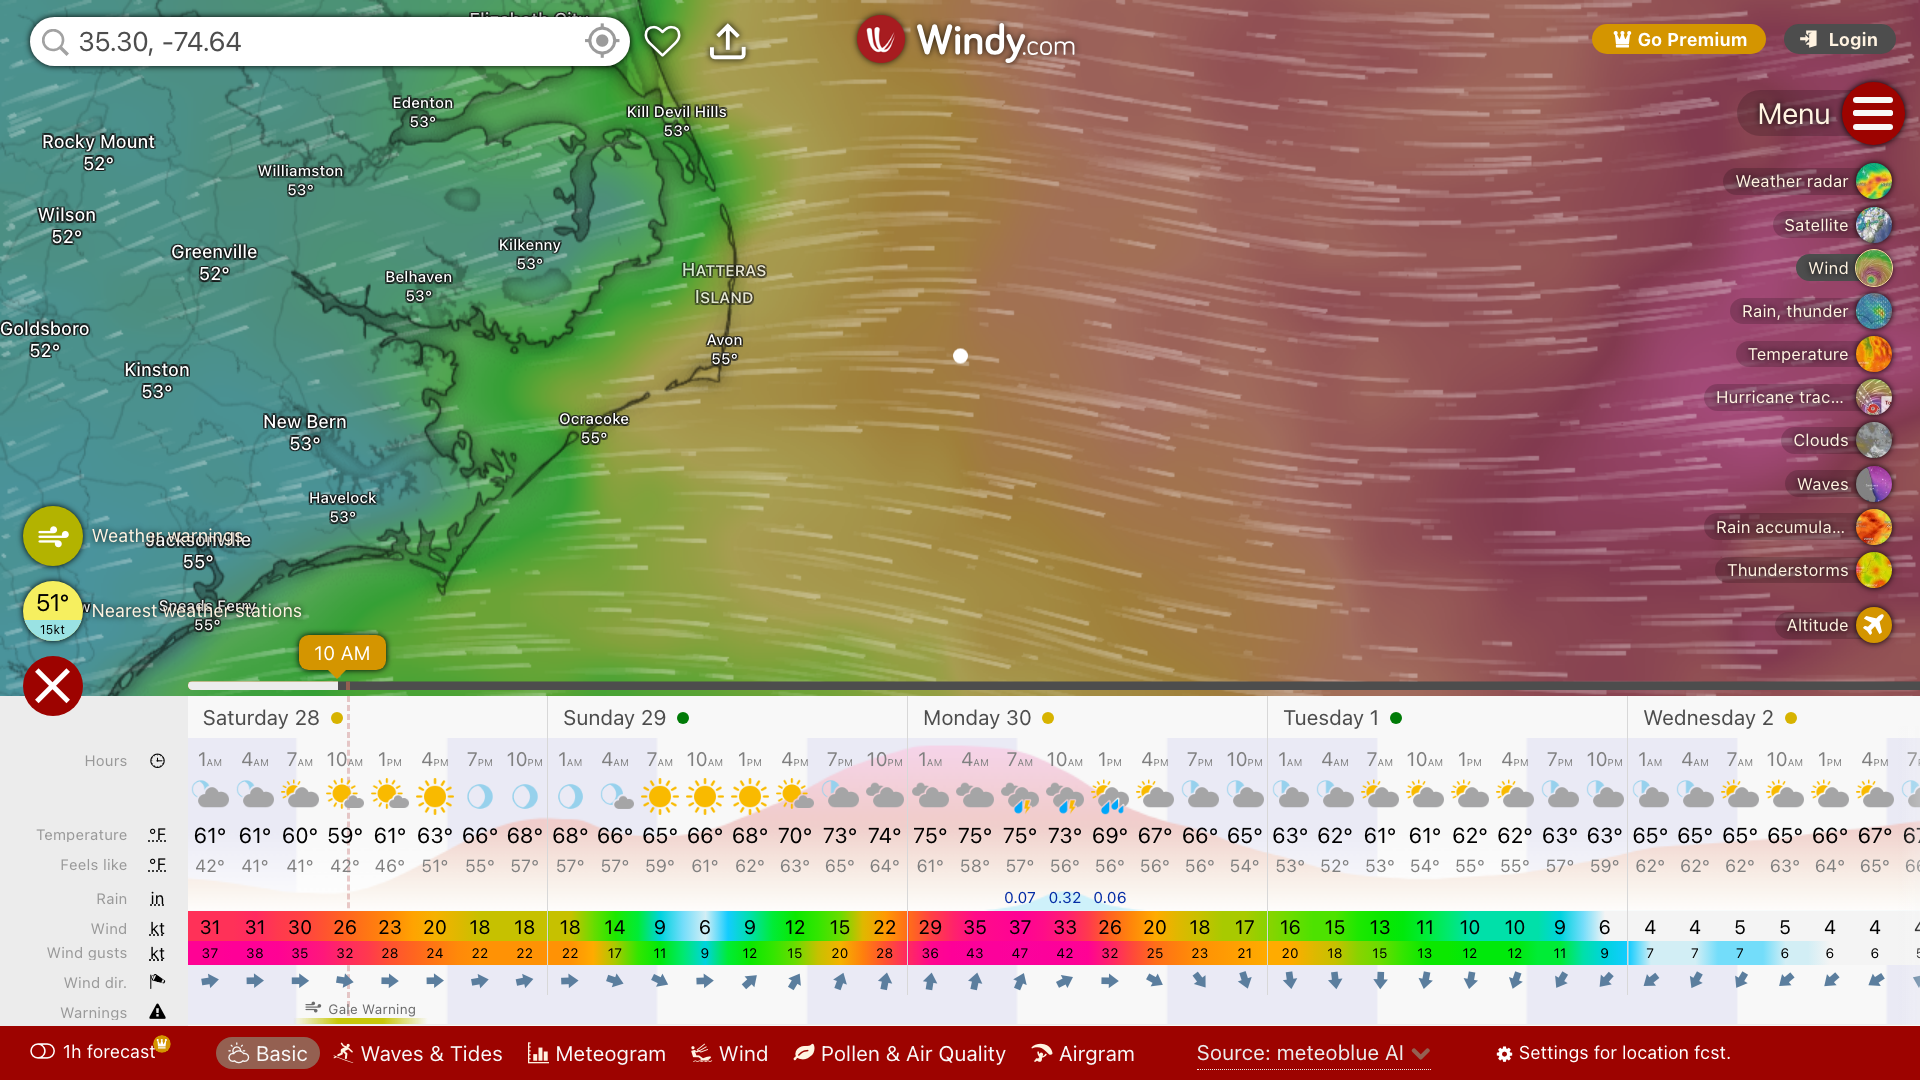 35.30, -74.64
Windy.com
Go Premium
Login
Menu
Edenton
53°
Kill Devil Hills
53°
Rocky Mount
52°
Williamston
53°
Wilson
52°
Greenville
52°
Kilkenny
53°
Belhaven
53°
HATTERAS
ISLAND
Goldsboro
52°
Avon
55°
Kinston
53°
New Bern
53°
Ocracoke
55°
Havelock
53°
Jacksonville
55°
Sneads Ferry
55°
Weather radar
Satellite
Wind
Rain, thunder
Temperature
Hurricane trac...
Clouds
Waves
Rain accumula...
Thunderstorms
Altitude
Weather warnings
51°
15kt
Nearest weather stations
10 AM
Saturday 28 Sunday 29 Monday 30 Tuesday 1 Wednesday 2
Hours 1AM 4AM 7AM 10AM 1PM 4PM 7PM 10PM 1AM 4AM 7AM 10AM 1PM 4PM 7PM 10PM 1AM 4AM 7AM 10AM 1PM 4PM 7PM 10PM 1AM 4AM 7AM 10AM 1PM 4PM 7PM 10PM 1AM 4AM 7AM 10AM 1PM 4PM
Temperature °F 61° 61° 60° 59° 61° 63° 66° 68° 68° 66° 65° 66° 68° 70° 73° 74° 75° 75° 75° 73° 69° 67° 66° 65° 63° 62° 61° 61° 62° 62° 63° 63° 65° 65° 65° 65° 66° 67°
Feels like °F 42° 41° 41° 42° 46° 51° 55° 57° 57° 57° 59° 61° 62° 63° 65° 64° 61° 58° 57° 56° 56° 56° 56° 54° 53° 52° 53° 54° 55° 55° 57° 59° 62° 62° 62° 63° 64° 65°
Rain in 0.07 0.32 0.06
Wind kt 31 31 30 26 23 20 18 18 18 14 9 6 9 12 15 22 29 35 37 33 26 20 18 17 16 15 13 11 10 10 9 6 4 4 5 5 4 4
Wind gusts kt 37 38 35 32 28 24 22 22 22 17 11 9 12 15 20 28 36 43 47 42 32 25 23 21 20 18 15 13 12 12 11 9 7 7 7 6 6 6
Wind dir.
Warnings Gale Warning
1h forecast
Basic
Waves & Tides
Meteogram
Wind
Pollen & Air Quality
Airgram
Source: meteoblue AI
Settings for location fcst.